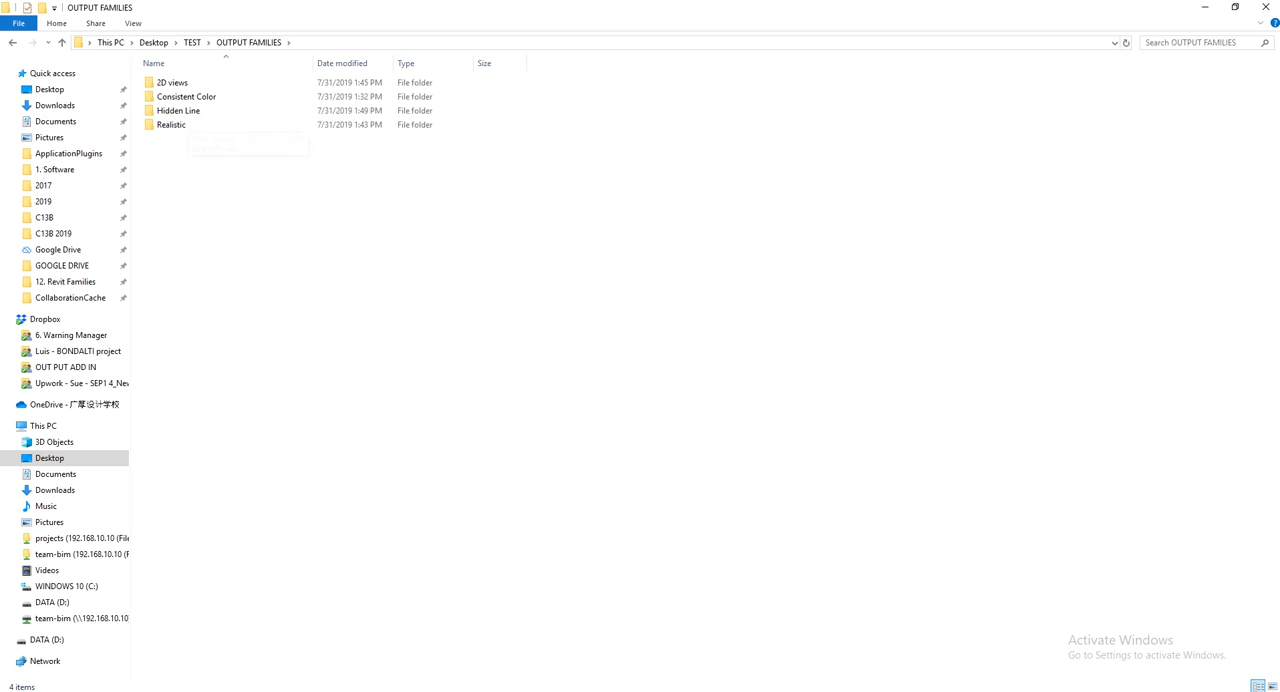 OUTPUT FAMILIES
File Home Share View
This PC Desktop TEST OUTPUT FAMILIES
Search OUTPUT FAMILIES
Name Date modified Type Size
2D views 7/31/2019 1:45 PM File folder
Consistent Color 7/31/2019 1:32 PM File folder
Hidden Line 7/31/2019 1:49 PM File folder
Realistic 7/31/2019 1:43 PM File folder
Quick access
Desktop
Downloads
Documents
Pictures
ApplicationPlugins
1. Software
2017
2019
C13B
C13B 2019
Google Drive
GOOGLE DRIVE
12. Revit Families
CollaborationCache
Dropbox
6. Warning Manager
Luis - BONDALTI project
OUT PUT ADD IN
Upwork - Sue - SEP1 4_Nev
OneDrive - 广厚设计学校
This PC
3D Objects
Desktop
Documents
Downloads
Music
Pictures
projects (192.168.10.10 (File
team-bim (192.168.10.10 (F
Videos
WINDOWS 10 (C:)
DATA (D:)
team-bim (\\192.168.10.10)
DATA (D:)
Network
4 items
Activate Windows
Go to Settings to activate Windows.